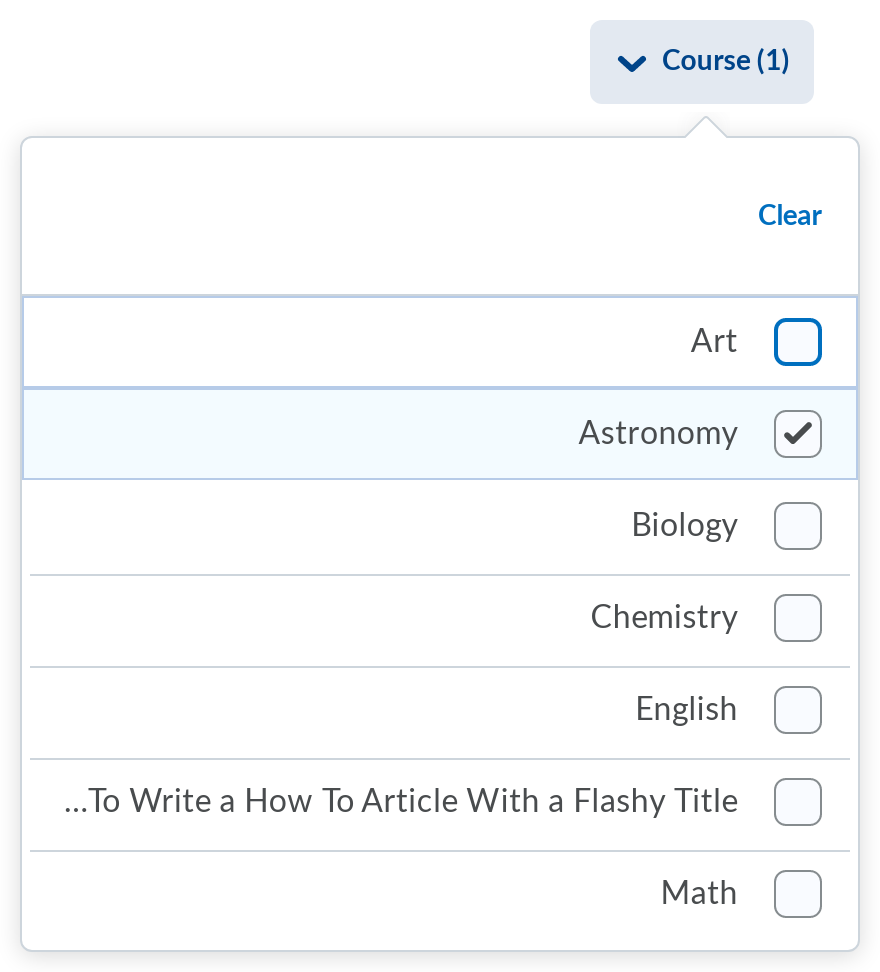 Course (1)
Clear
Art
Astronomy
Biology
Chemistry
English
...To Write a How To Article With a Flashy Title
Math